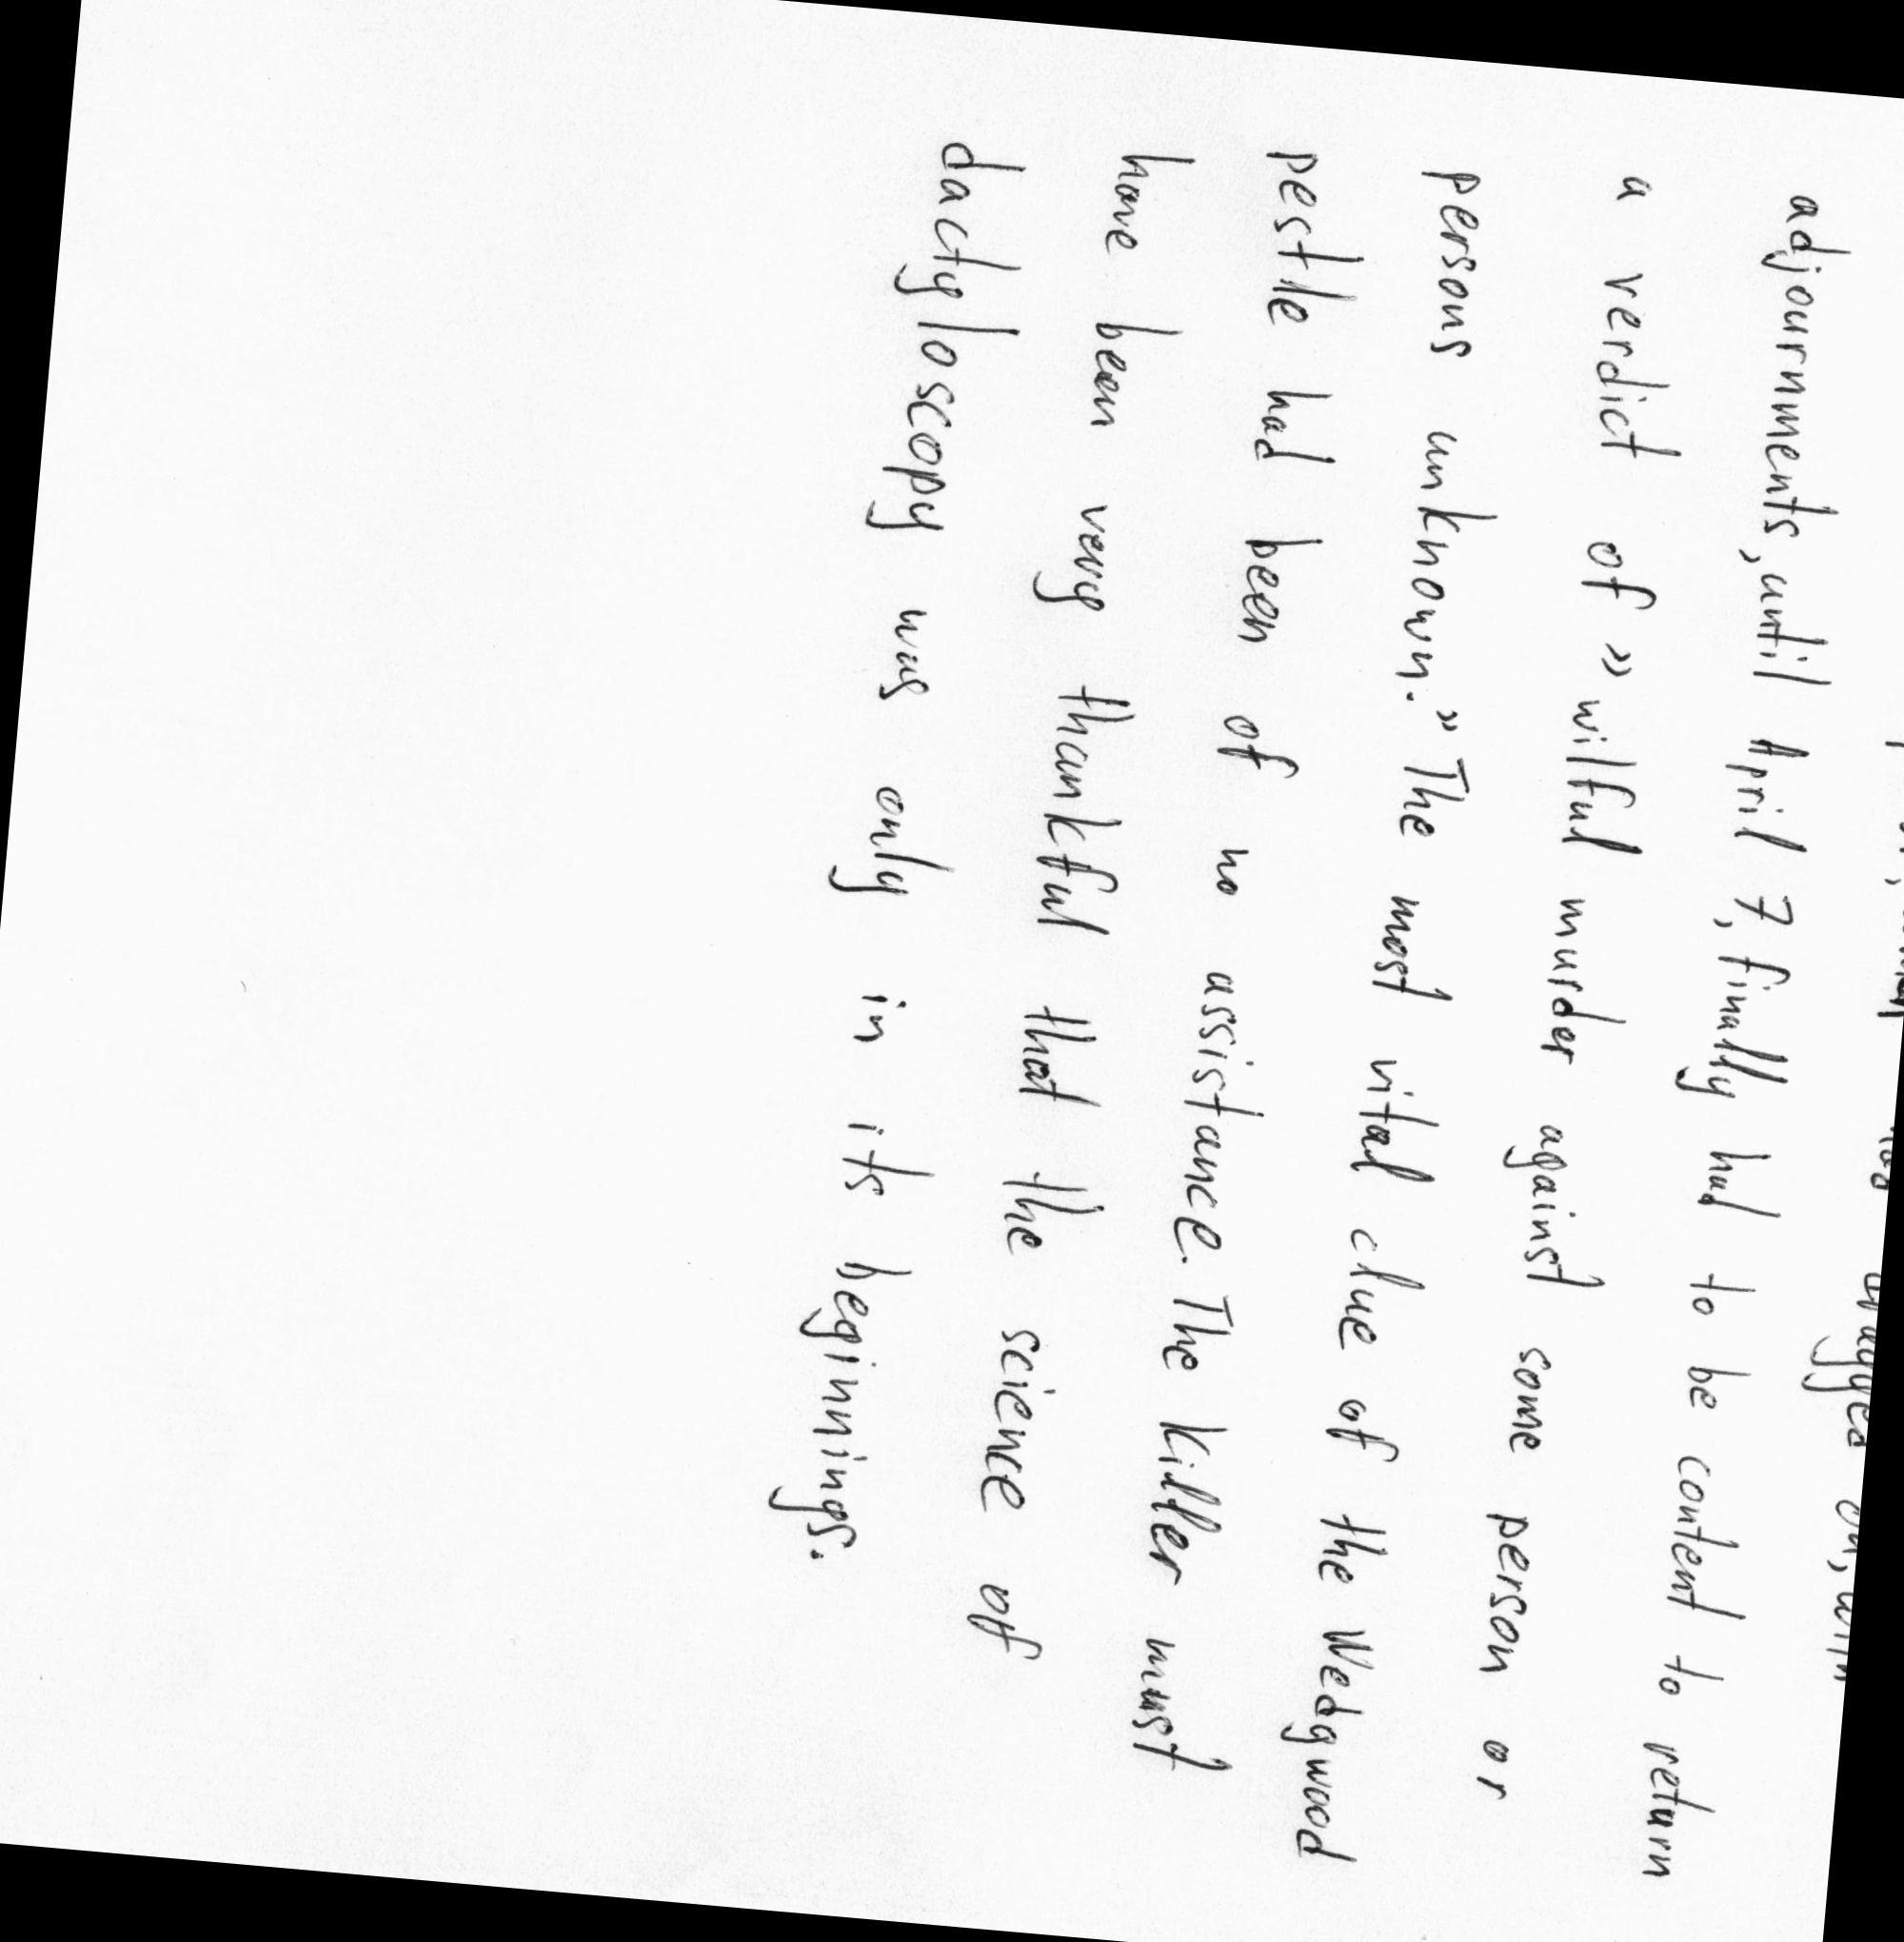 dragged on, with
adjournments, until April 7, finally had to be content to return
a verdict of "wilful murder against some person or
persons unknown." The most vital clue of the Wedgwood
pestle had been of no assistance. The killer must
have been very thankful that the science of
dactyloscopy was only in its beginnings.